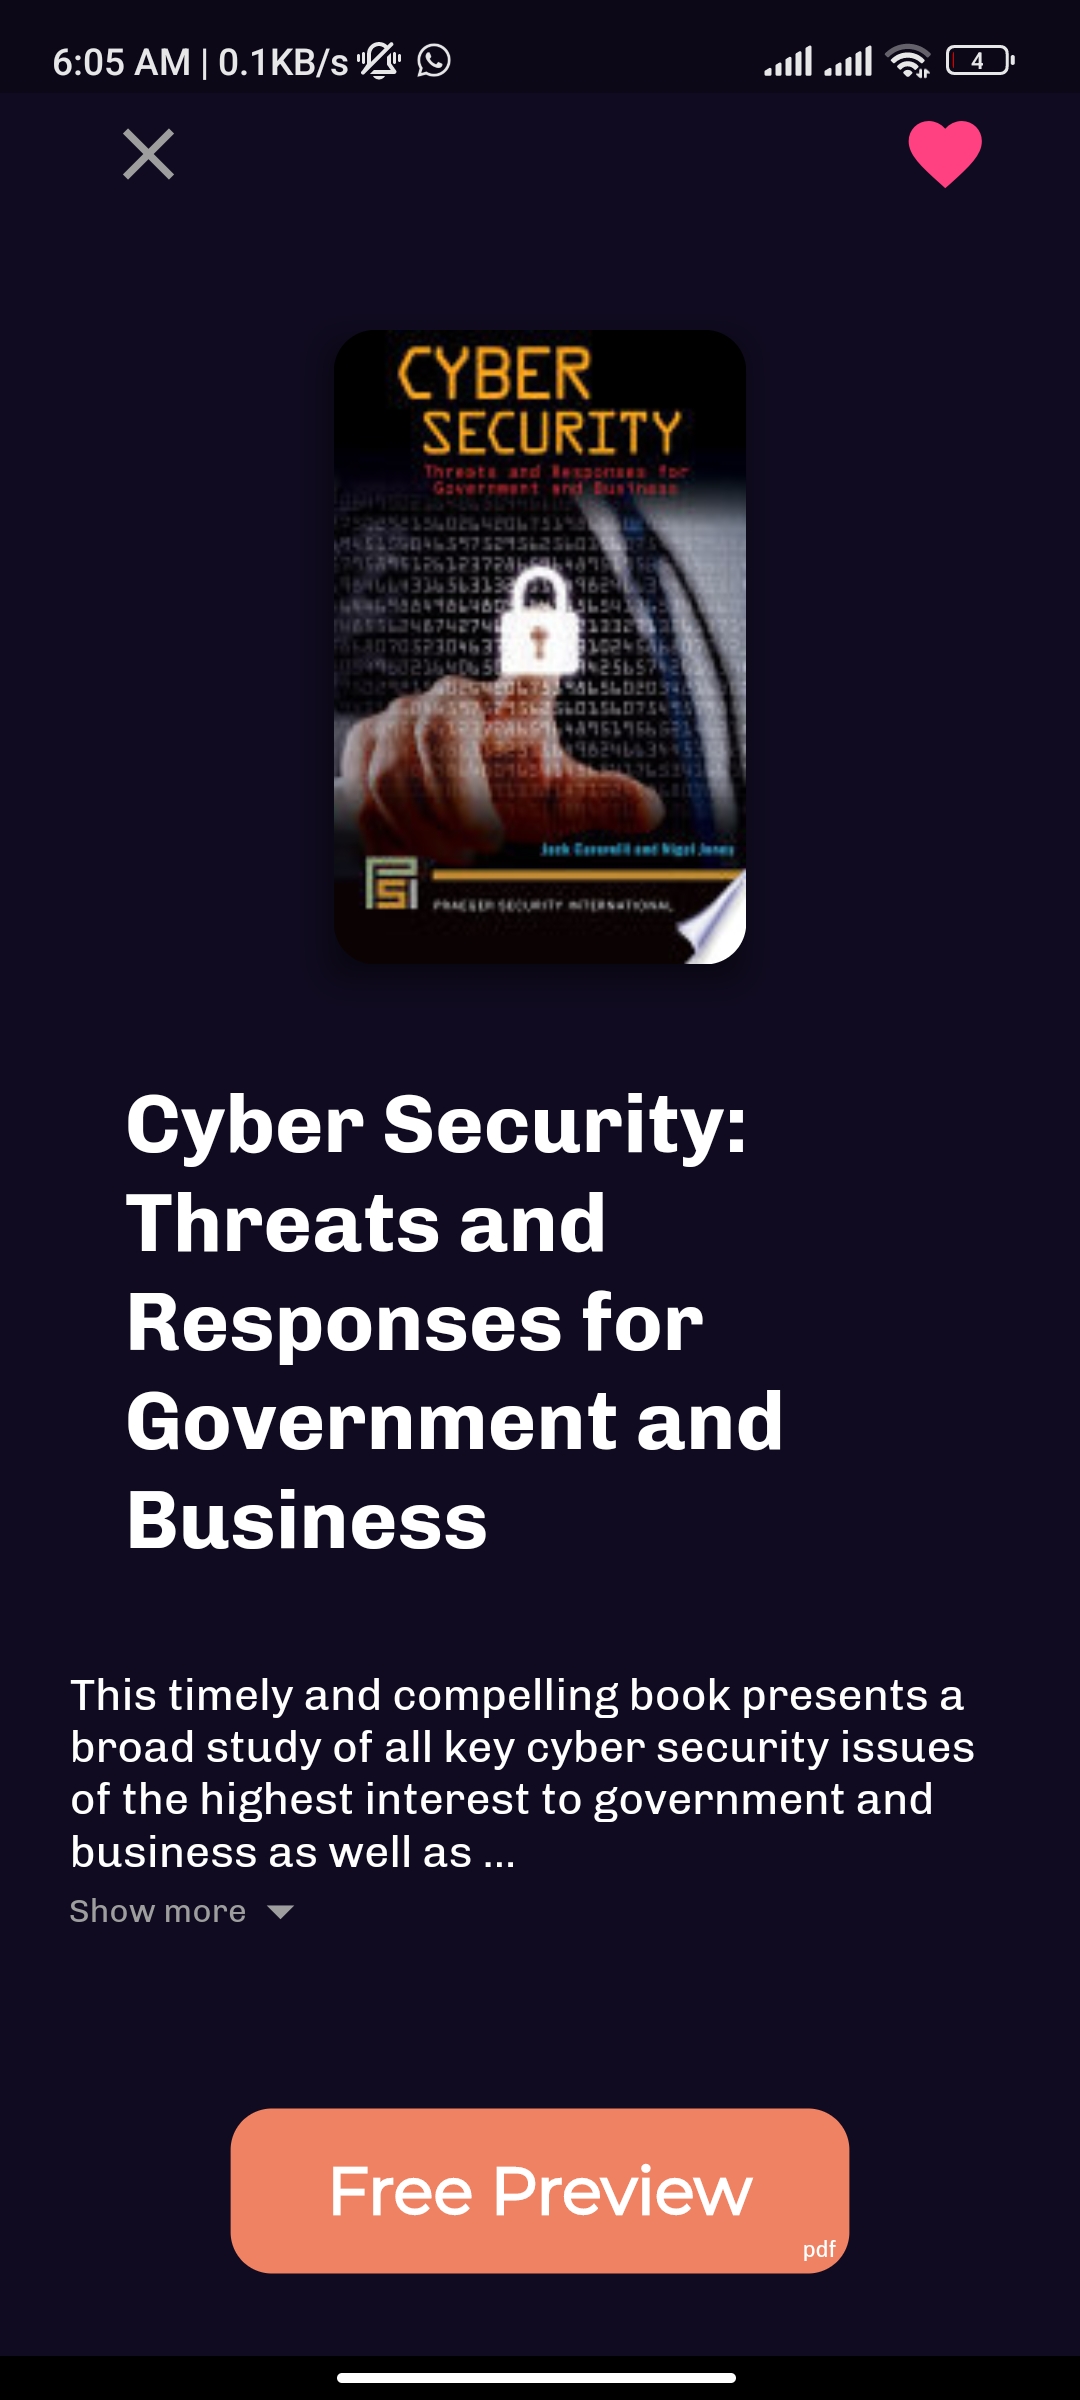 6:05 AM | 0.1KB/s
4
CYBER
SECURITY
Threats and Responses for
Government and Business
and Nigel Jones
PRAEGER SECURITY INTERNATIONAL
Cyber Security:
Threats and
Responses for
Government and
Business
This timely and compelling book presents a
broad study of all key cyber security issues
of the highest interest to government and
business as well as ...
Show more
Free Preview
pdf